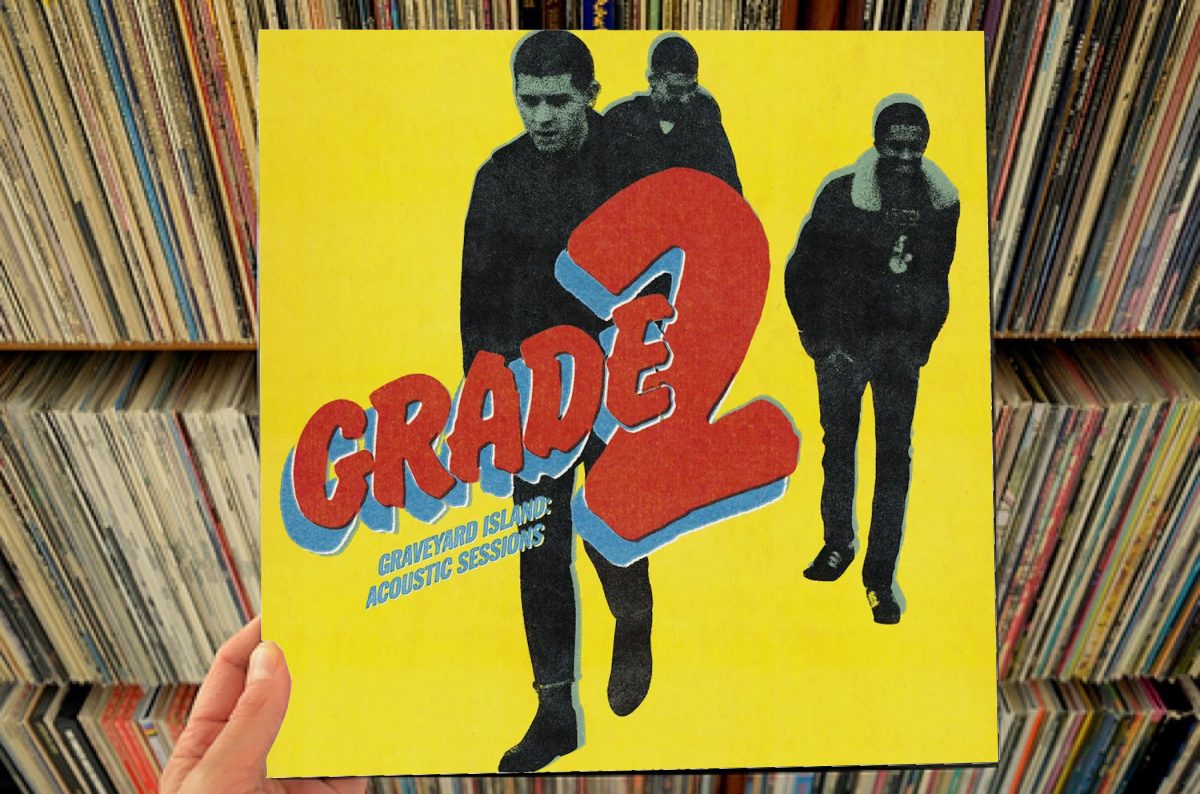 GRADE 2
GRAVEYARD ISLAND:
ACOUSTIC SESSIONS